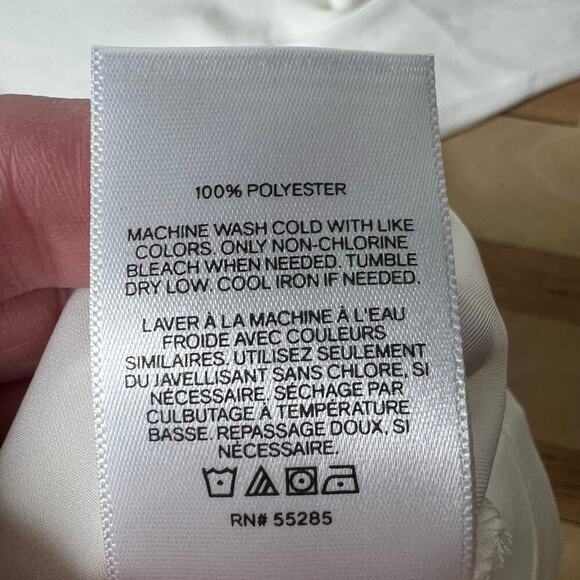 100% POLYESTER
MACHINE WASH COLD WITH LIKE
COLORS. ONLY NON-CHLORINE
BLEACH WHEN NEEDED. TUMBLE
DRY LOW. COOL IRON IF NEEDED.
LAVER À LA MACHINE À L'EAU
FROIDE AVEC COULEURS
SIMILAIRES. UTILISEZ SEULEMENT
DU JAVELLISANT SANS CHLORE, SI
NÉCESSAIRE. SÉCHAGE PAR
CULBUTAGE À TEMPÉRATURE
BASSE. REPASSAGE DOUX, SI
NÉCESSAIRE.
RN# 55285